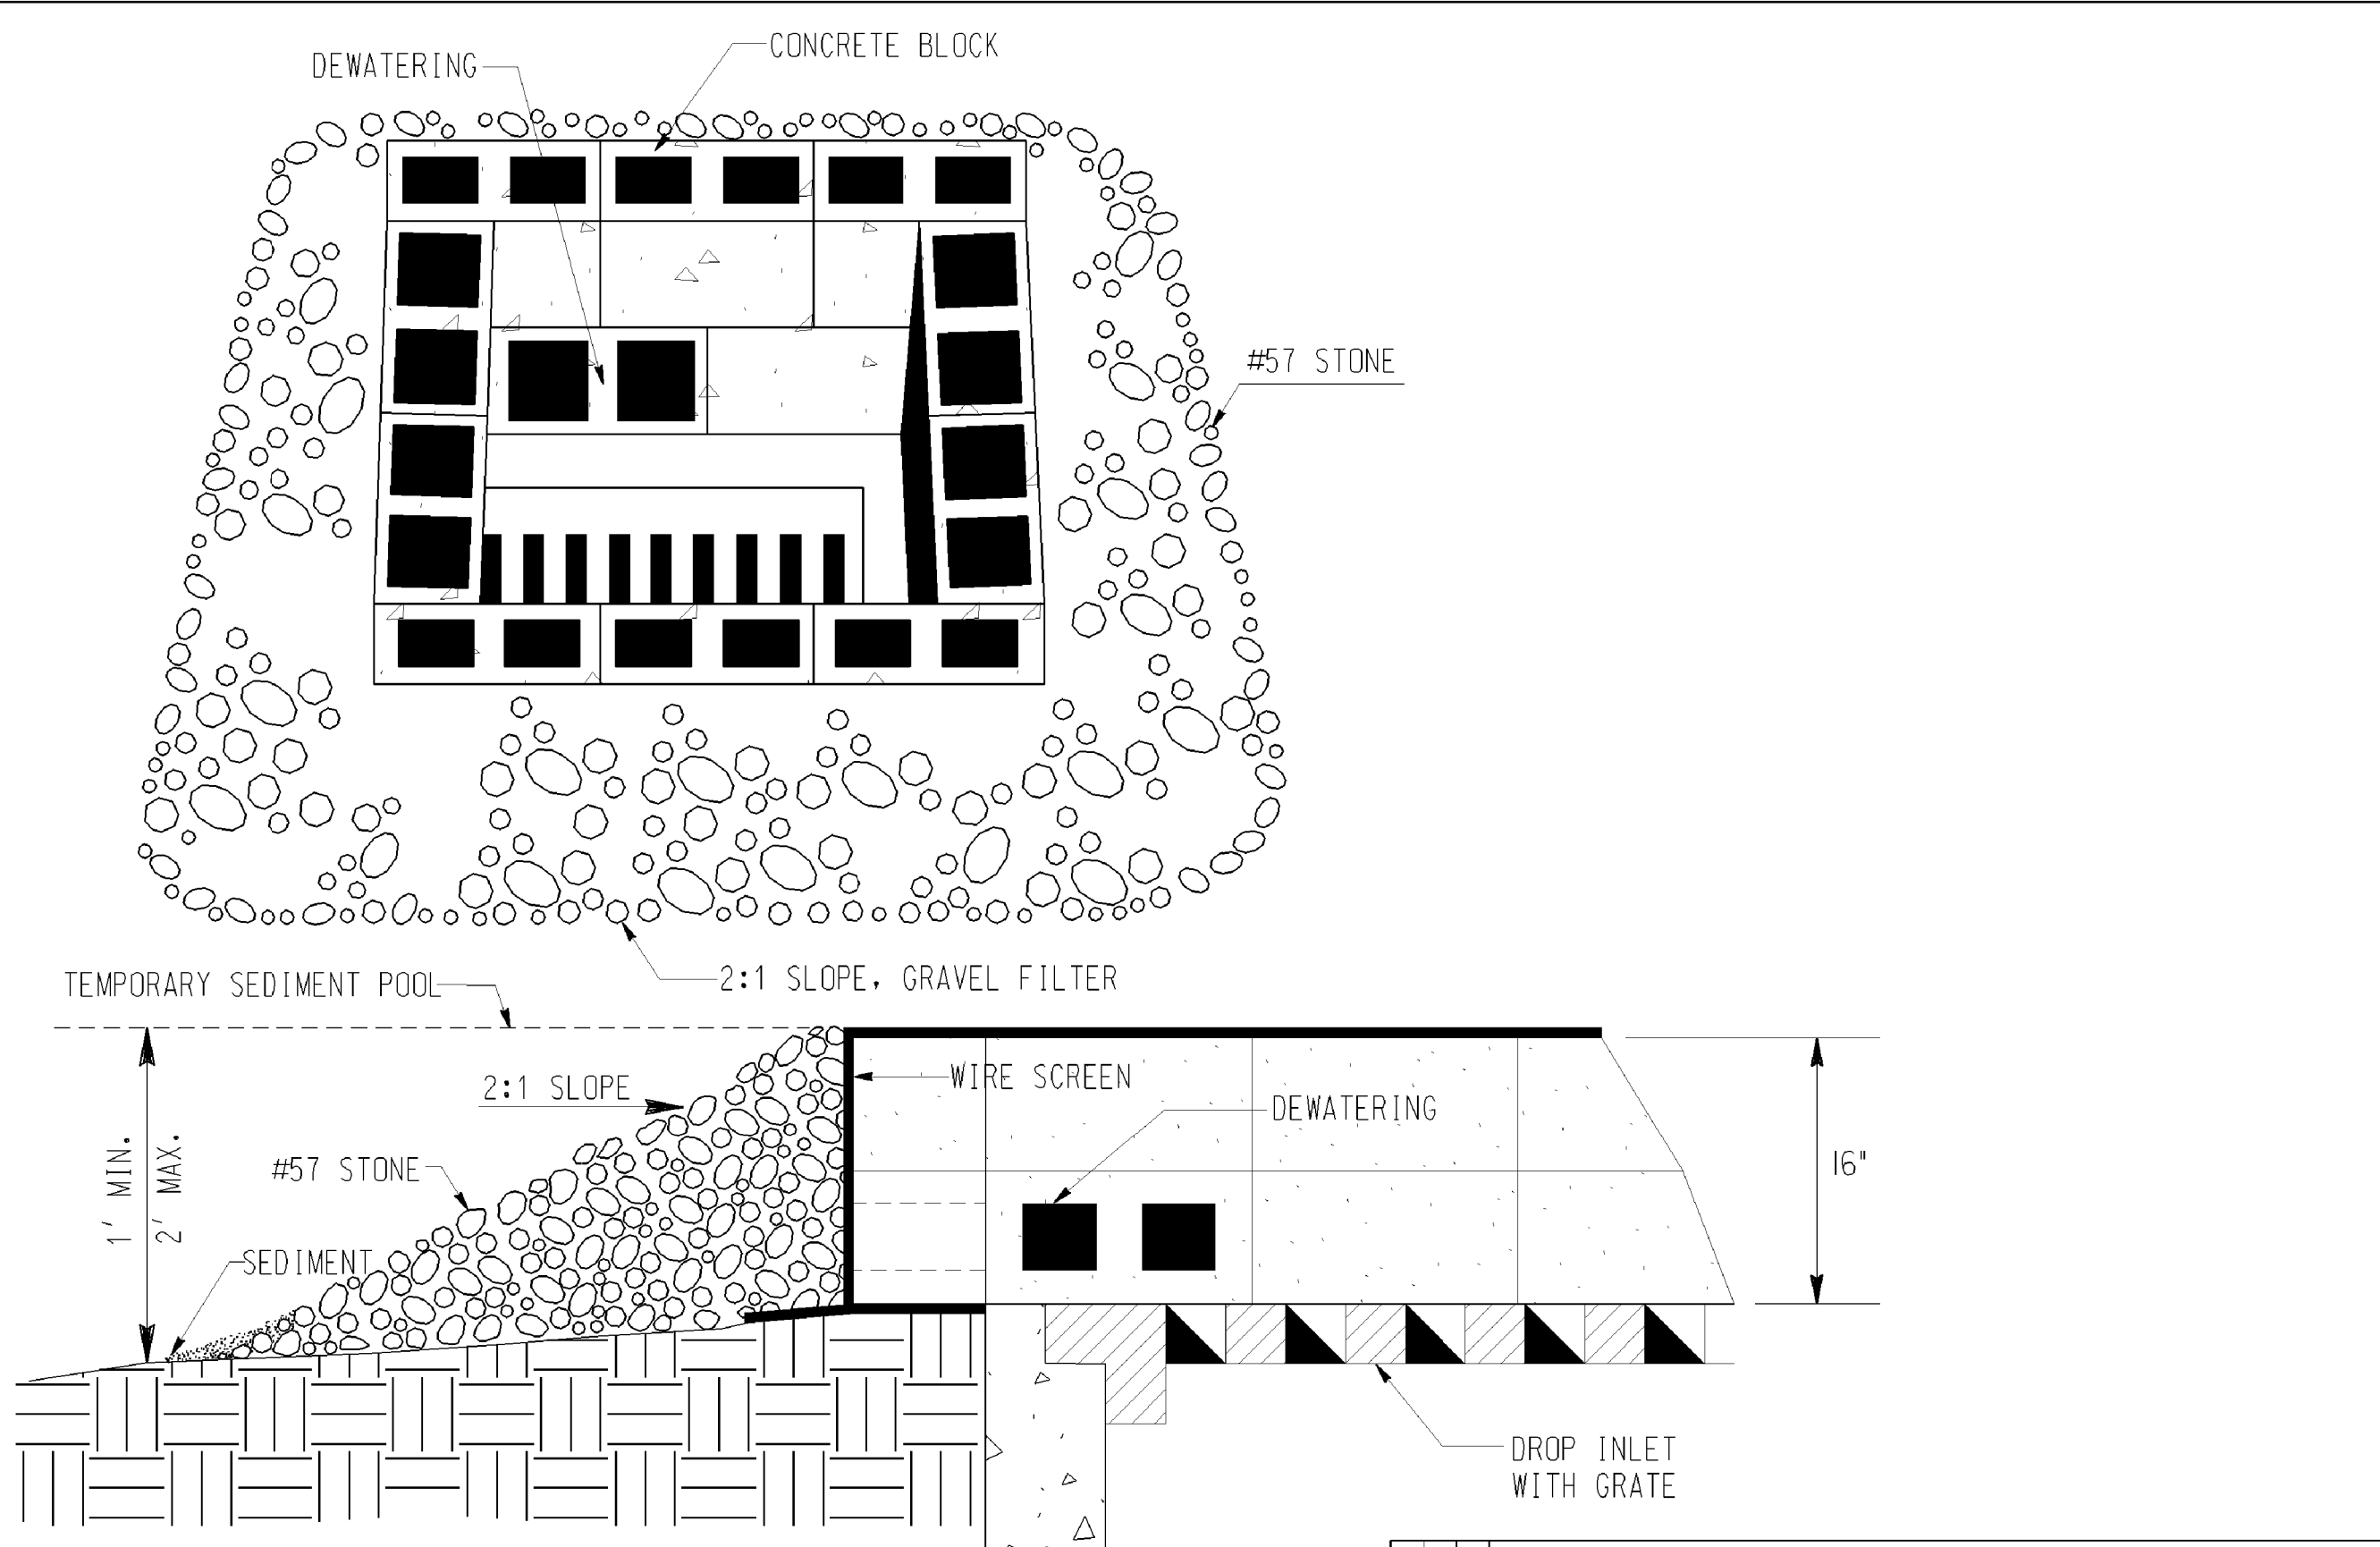 CONCRETE BLOCK
DEWATERING
#57 STONE
2:1 SLOPE, GRAVEL FILTER
TEMPORARY SEDIMENT POOL
WIRE SCREEN
2:1 SLOPE
DEWATERING
1' MIN.
2' MAX.
#57 STONE
16"
SEDIMENT
DROP INLET
WITH GRATE